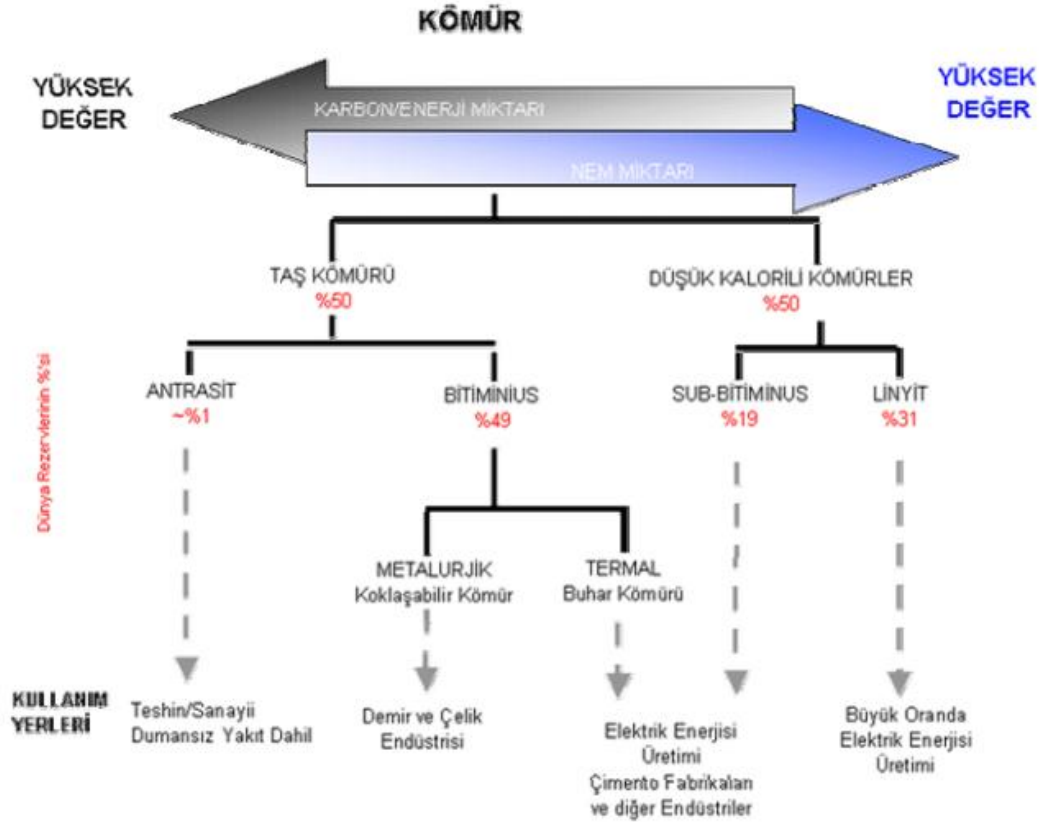 KÖMÜR
YÜKSEK
DEĞER
YÜKSEK
DEĞER
KARBON/ENERJİ MİKTARI
NEM MİKTARI
TAŞ KÖMÜRÜ
%50
DÜŞÜK KALORİLİ KÖMÜRLER
%50
Dünya Rezervlerinin %'si
ANTRASİT
~%1
BİTİMİNİUS
%49
SUB-BİTİMİNUS
%19
LİNYİT
%31
METALURJİK
Koklaşabilir Kömür
TERMAL
Buhar Kömürü
KULLANIM
YERLERİ
Teshin/Sanayii
Dumansız Yakıt Dahil
Demir ve Çelik
Endüstrisi
Elektrik Enerjisi
Üretimi
Çimento Fabrikaları
ve diğer Endüstriler
Büyük Oranda
Elektrik Enerjisi
Üretimi